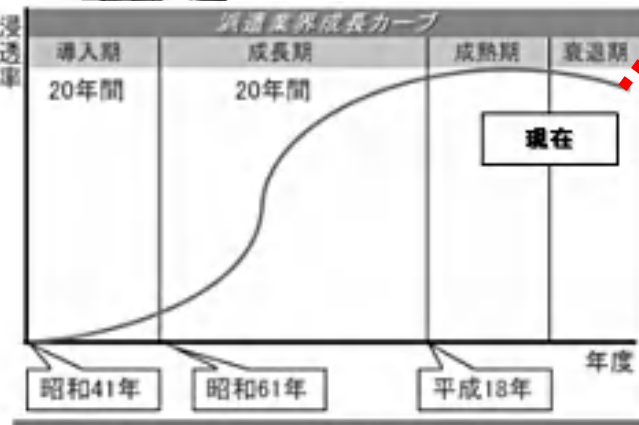 派遣業界成長カーブ
浸透率
導入期
成長期
成熟期
衰退期
20年間
20年間
現在
年度
昭和41年
昭和61年
平成18年